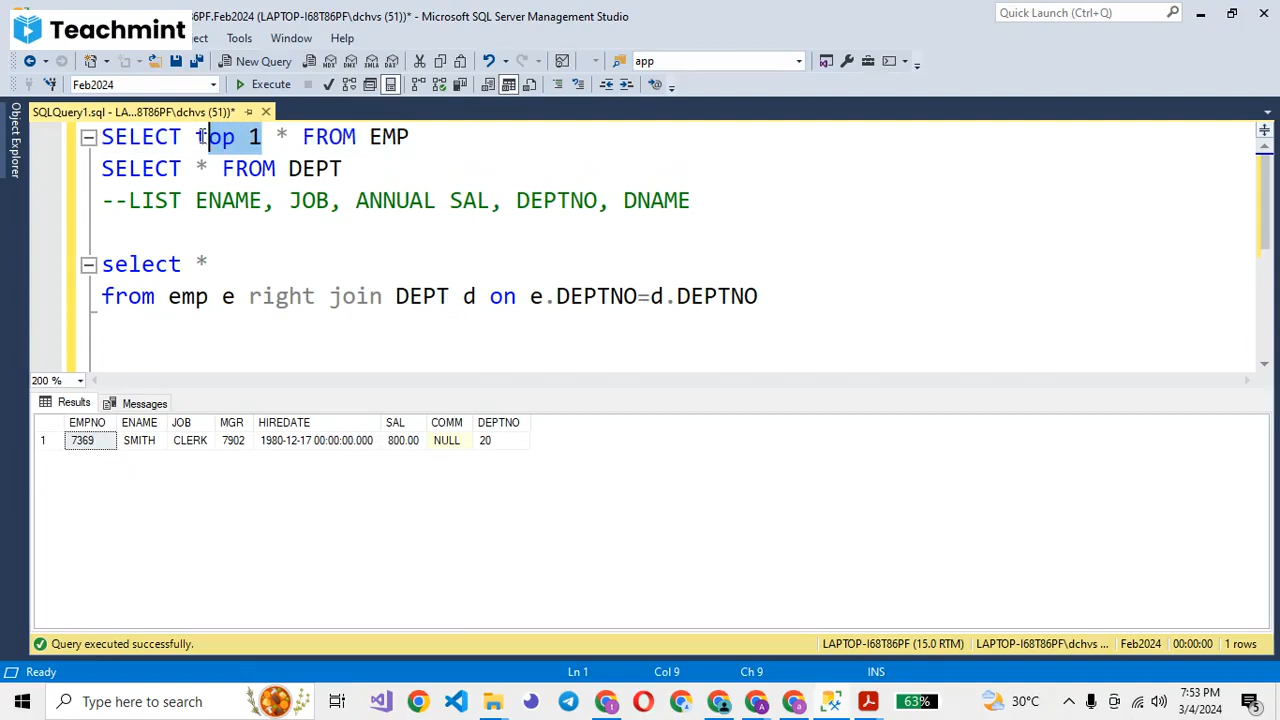 Teachmint
PF.Feb2024 (LAPTOP-I68T86PF\dchvs (51))* - Microsoft SQL Server Management Studio
Quick Launch (Ctrl+Q)
Tools Window Help
New Query
app
Feb2024
Execute
SQLQuery1.sql - LA...8T86PF\dchvs (51))*
Object Explorer
SELECT top 1 * FROM EMP
SELECT * FROM DEPT
--LIST ENAME, JOB, ANNUAL SAL, DEPTNO, DNAME
select *
from emp e right join DEPT d on e.DEPTNO=d.DEPTNO
200 %
Results Messages
EMPNO ENAME JOB MGR HIREDATE SAL COMM DEPTNO
1 7369 SMITH CLERK 7902 1980-12-17 00:00:00.000 800.00 NULL 20
Query executed successfully. LAPTOP-I68T86PF (15.0 RTM) LAPTOP-I68T86PF\dchvs ... Feb2024 00:00:00 1 rows
Ready Ln 1 Col 9 Ch 9 INS
Type here to search 63% 30°C 7:53 PM
3/4/2024 5